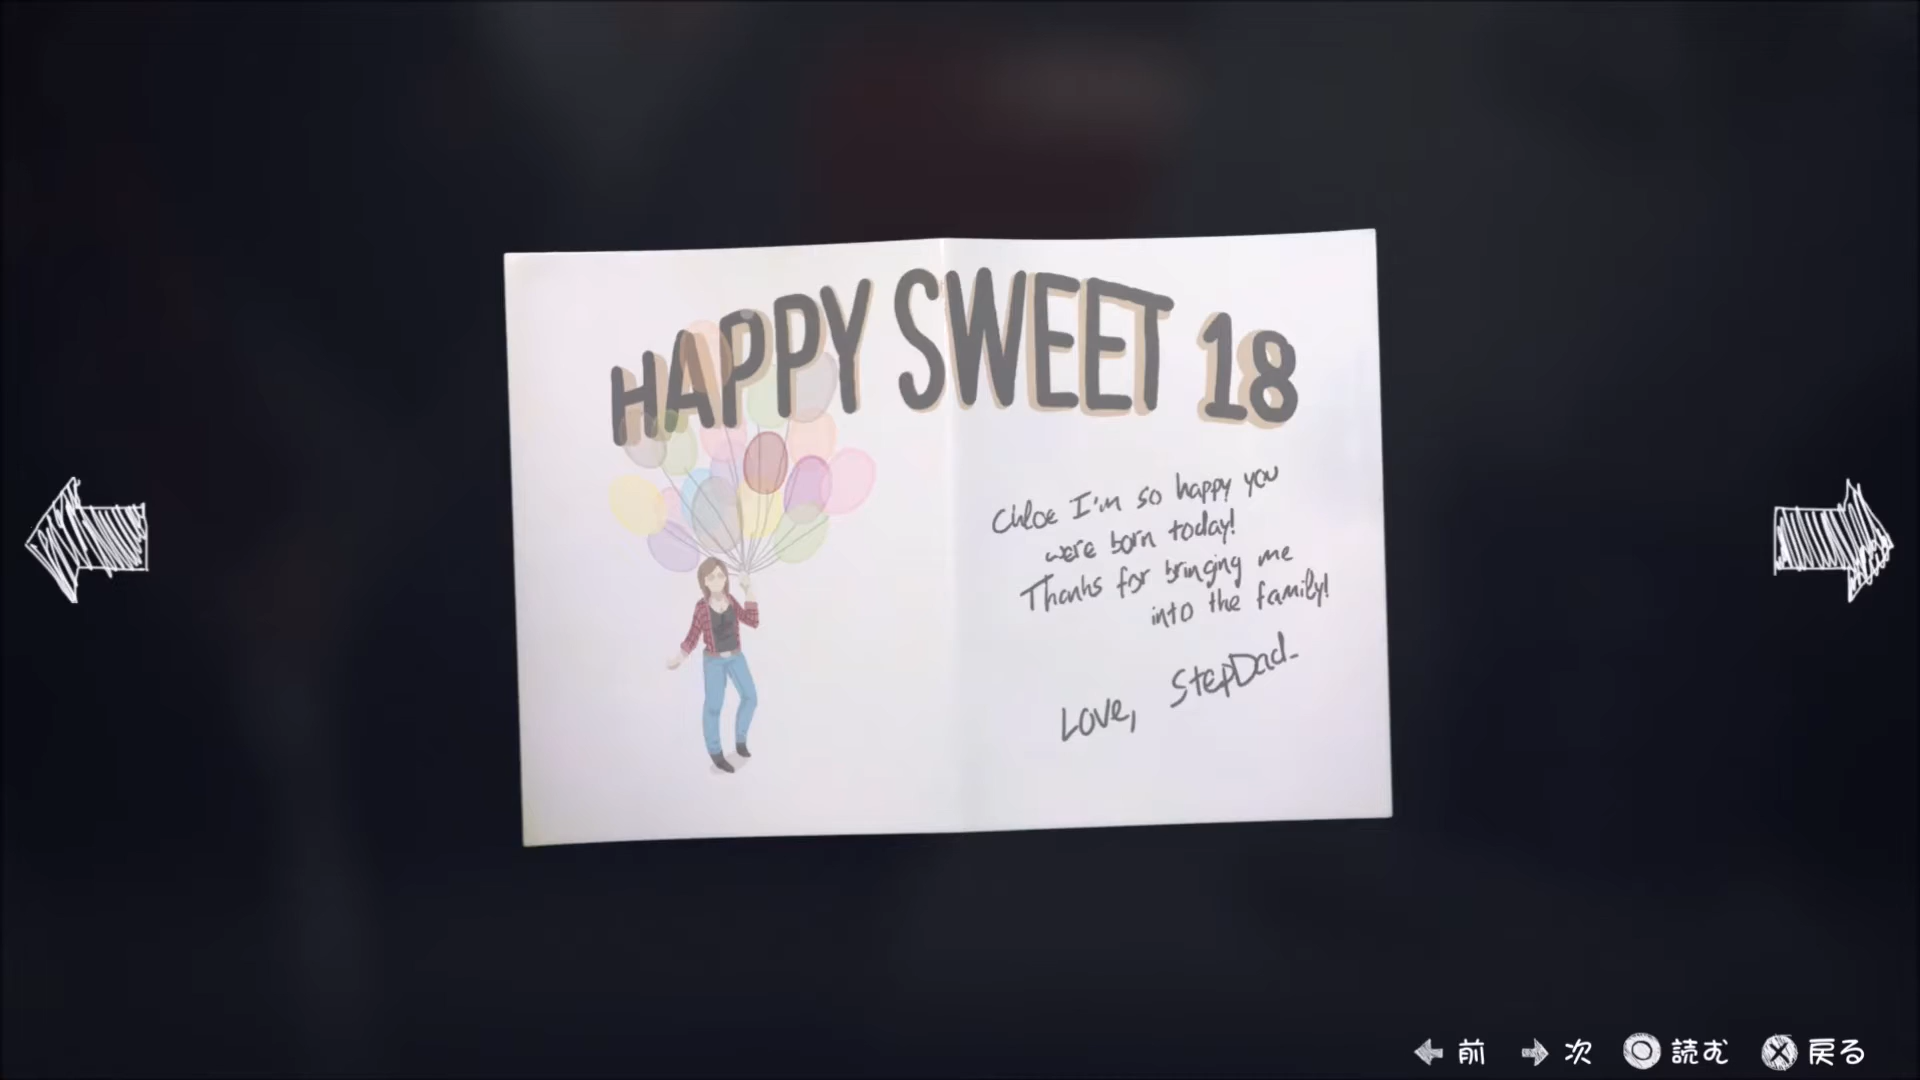 HAPPY SWEET 18
Chloe I'm so happy you
were born today!
Thanks for bringing me
into the family!
Love, StepDad-
前 次 読む 戻る